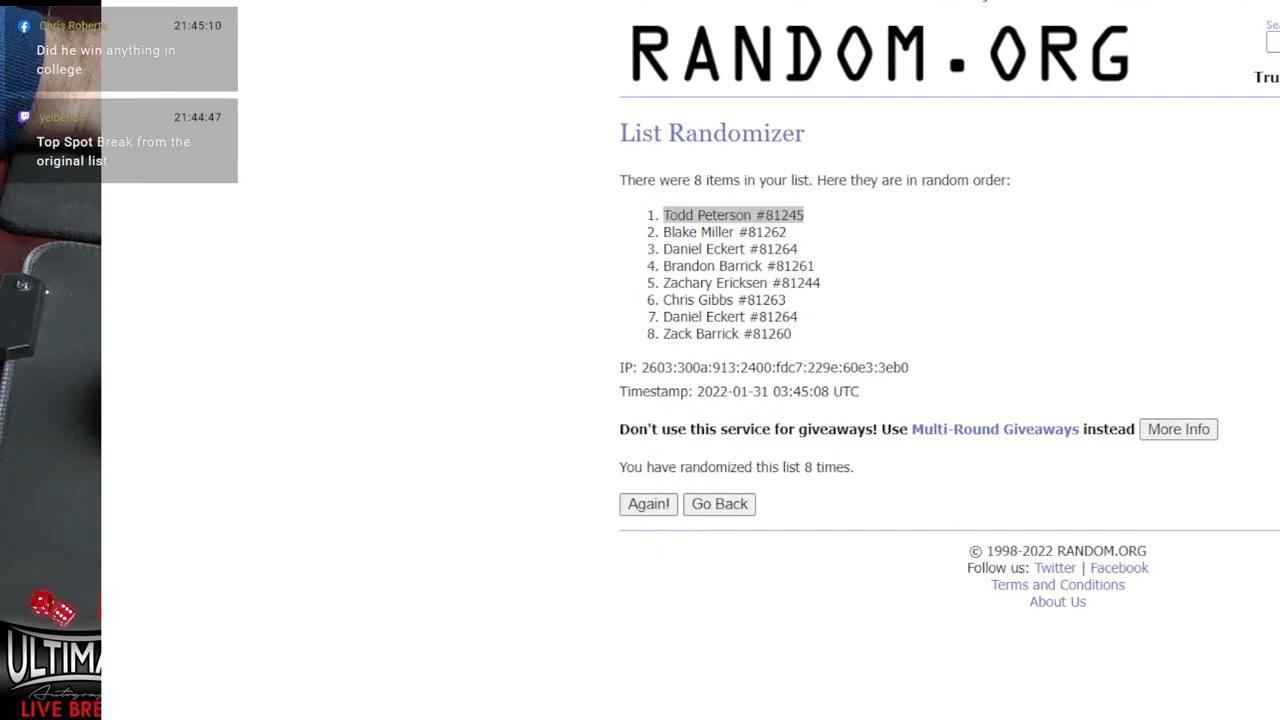 Chris Roberts
21:45:10
Did he win anything in
college
21:44:47
Top Spot Break from the
original list
RANDOM.ORG
Tru
List Randomizer
There were 8 items in your list. Here they are in random order:
1. Todd Peterson #81245
2. Blake Miller #81262
3. Daniel Eckert #81264
4. Brandon Barrick #81261
5. Zachary Ericksen #81244
6. Chris Gibbs #81263
7. Daniel Eckert #81264
8. Zack Barrick #81260
IP: 2603:300a:913:2400:fdc7:229e:60e3:3eb0
Timestamp: 2022-01-31 03:45:08 UTC
Don't use this service for giveaways! Use Multi-Round Giveaways instead More Info
You have randomized this list 8 times.
Again! Go Back
© 1998-2022 RANDOM.ORG
Follow us: Twitter | Facebook
Terms and Conditions
About Us
ULTIMA
Autogra
LIVE BRE